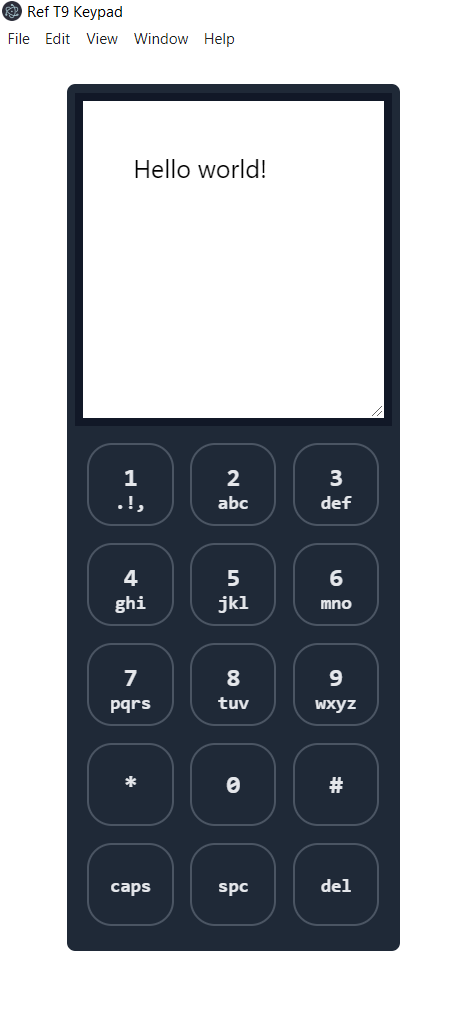 Ref T9 Keypad
File Edit View Window Help
Hello world!
1 2 3
.!, abc def
4 5 6
ghi jkl mno
7 8 9
pqrs tuv wxyz
* 0 #
caps spc del